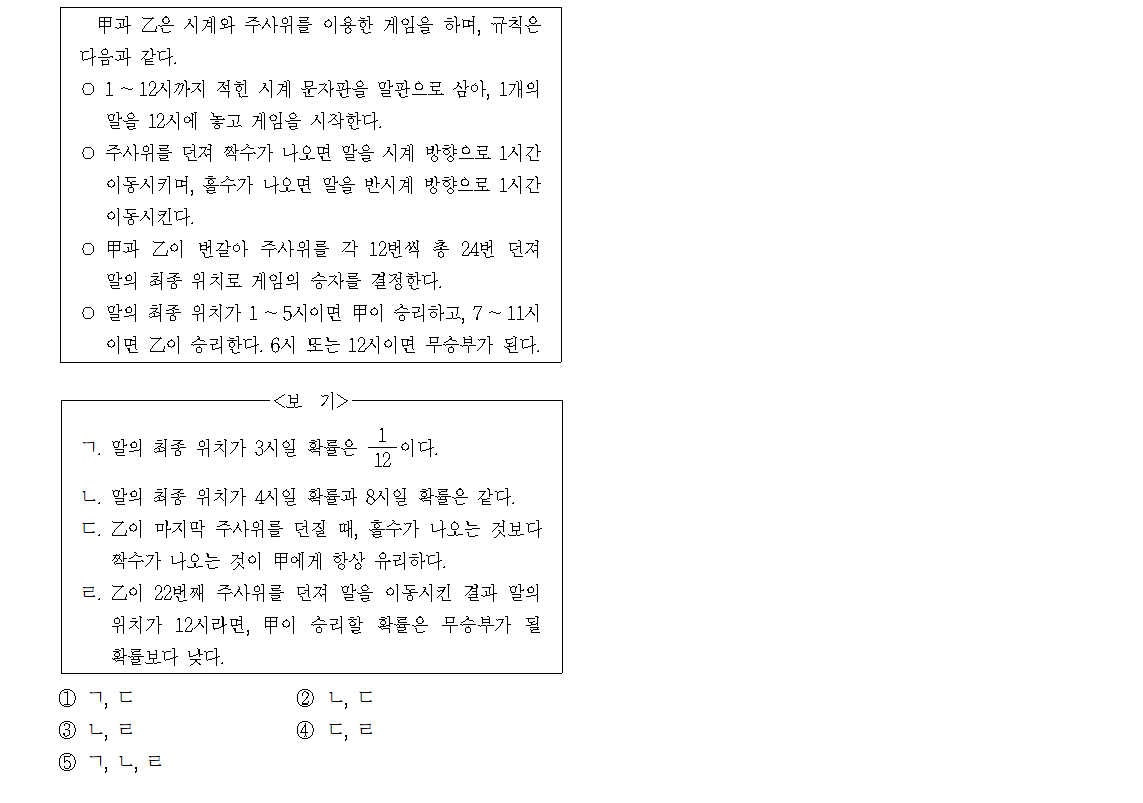 甲과 乙은 시계와 주사위를 이용한 게임을 하며, 규칙은
다음과 같다.
○ 1 ~ 12시까지 적힌 시계 문자판을 말판으로 삼아, 1개의
말을 12시에 놓고 게임을 시작한다.
○ 주사위를 던져 짝수가 나오면 말을 시계 방향으로 1시간
이동시키며, 홀수가 나오면 말을 반시계 방향으로 1시간
이동시킨다.
○ 甲과 乙이 번갈아 주사위를 각 12번씩 총 24번 던져
말의 최종 위치로 게임의 승자를 결정한다.
○ 말의 최종 위치가 1 ~ 5시이면 甲이 승리하고, 7 ~ 11시
이면 乙이 승리한다. 6시 또는 12시이면 무승부가 된다.
<보 기>
ㄱ. 말의 최종 위치가 3시일 확률은 1/12이다.
ㄴ. 말의 최종 위치가 4시일 확률과 8시일 확률은 같다.
ㄷ. 乙이 마지막 주사위를 던질 때, 홀수가 나오는 것보다
짝수가 나오는 것이 甲에게 항상 유리하다.
ㄹ. 乙이 22번째 주사위를 던져 말을 이동시킨 결과 말의
위치가 12시라면, 甲이 승리할 확률은 무승부가 될
확률보다 낮다.
① ㄱ, ㄷ ② ㄴ, ㄷ
③ ㄴ, ㄹ ④ ㄷ, ㄹ
⑤ ㄱ, ㄴ, ㄹ